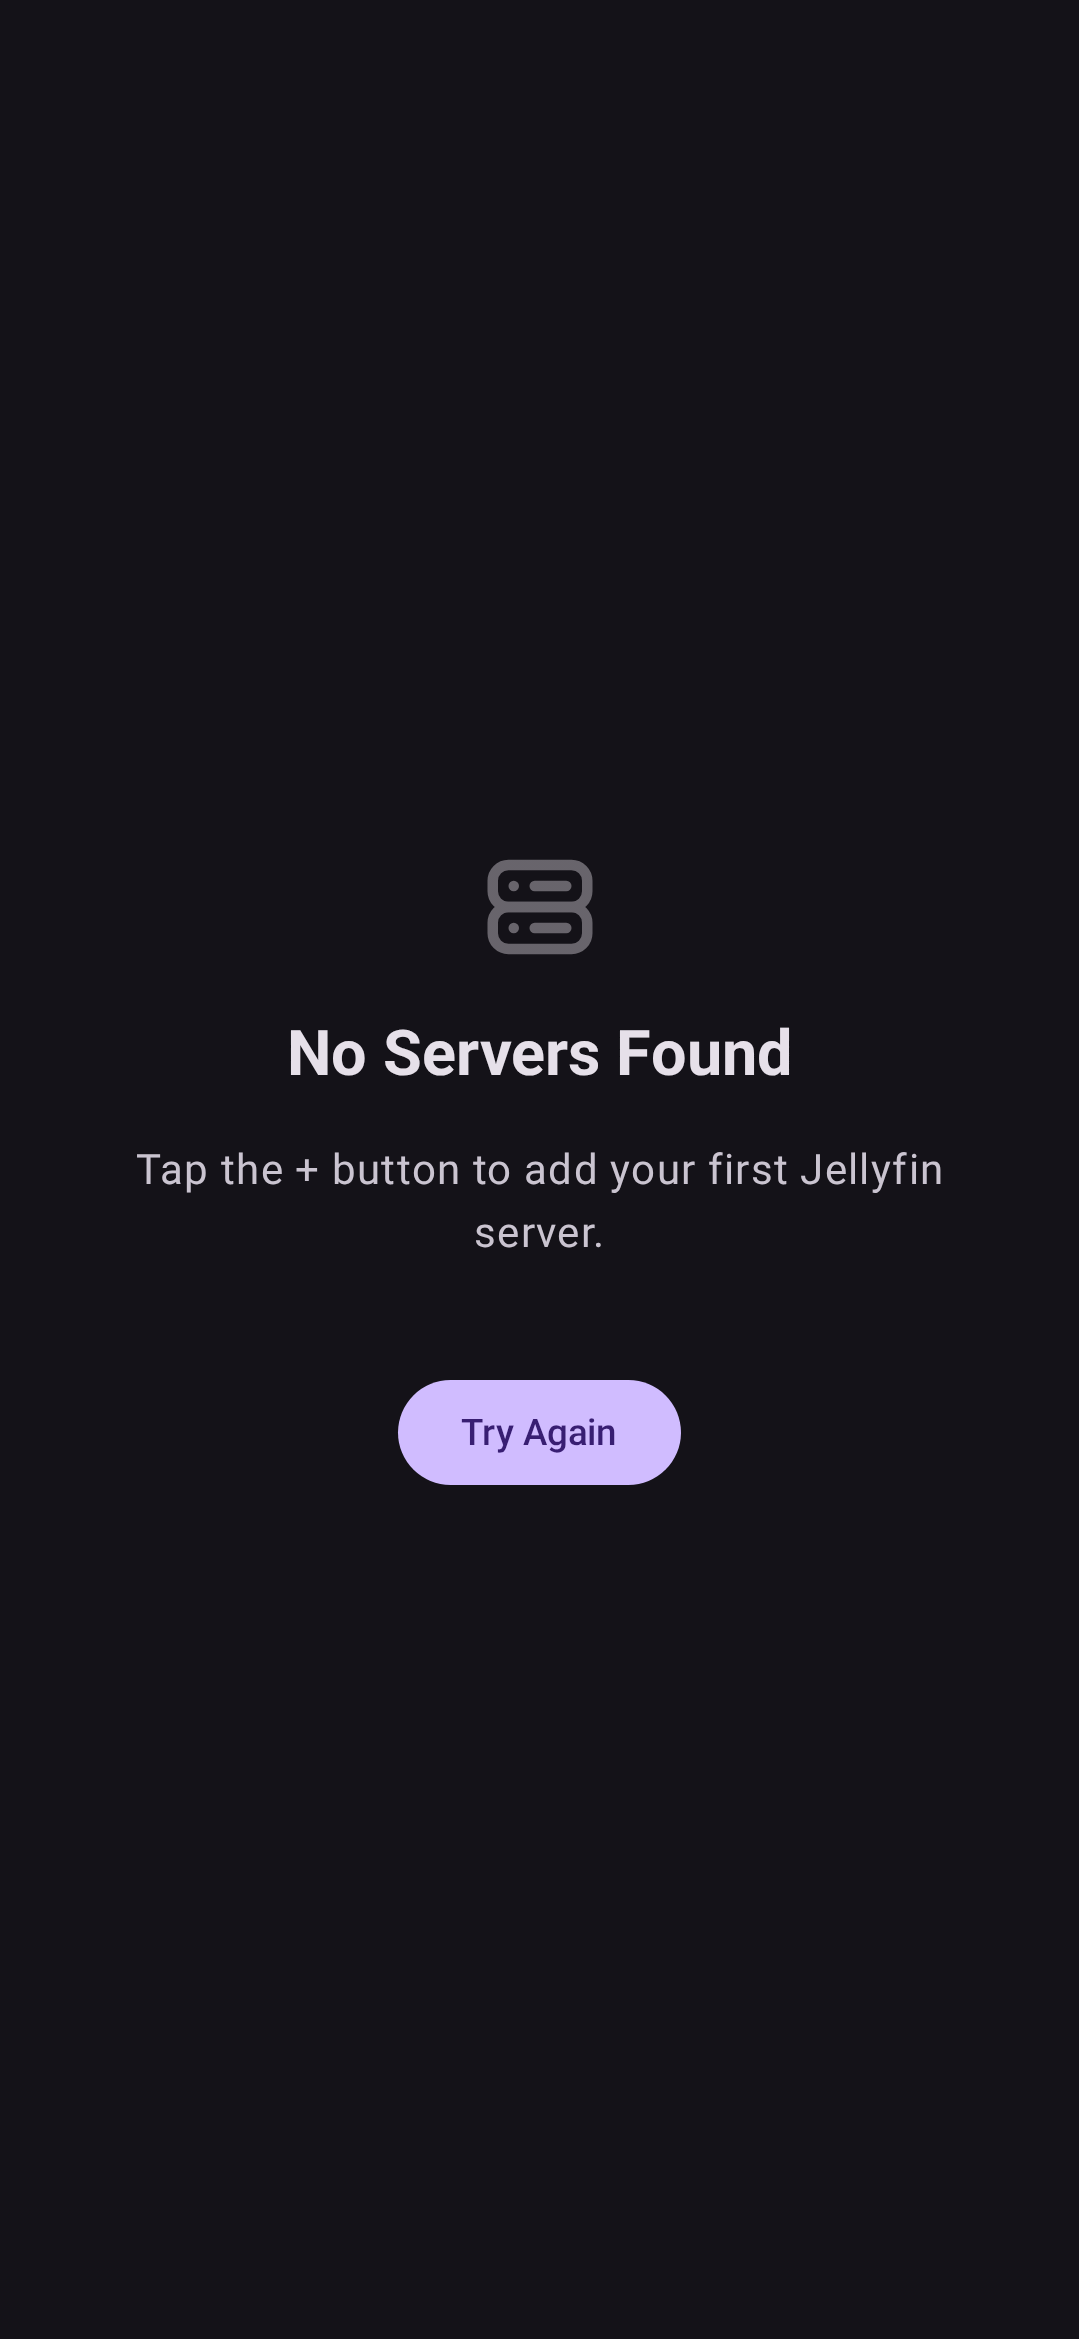 No Servers Found
Tap the + button to add your first Jellyfin
server.
Try Again